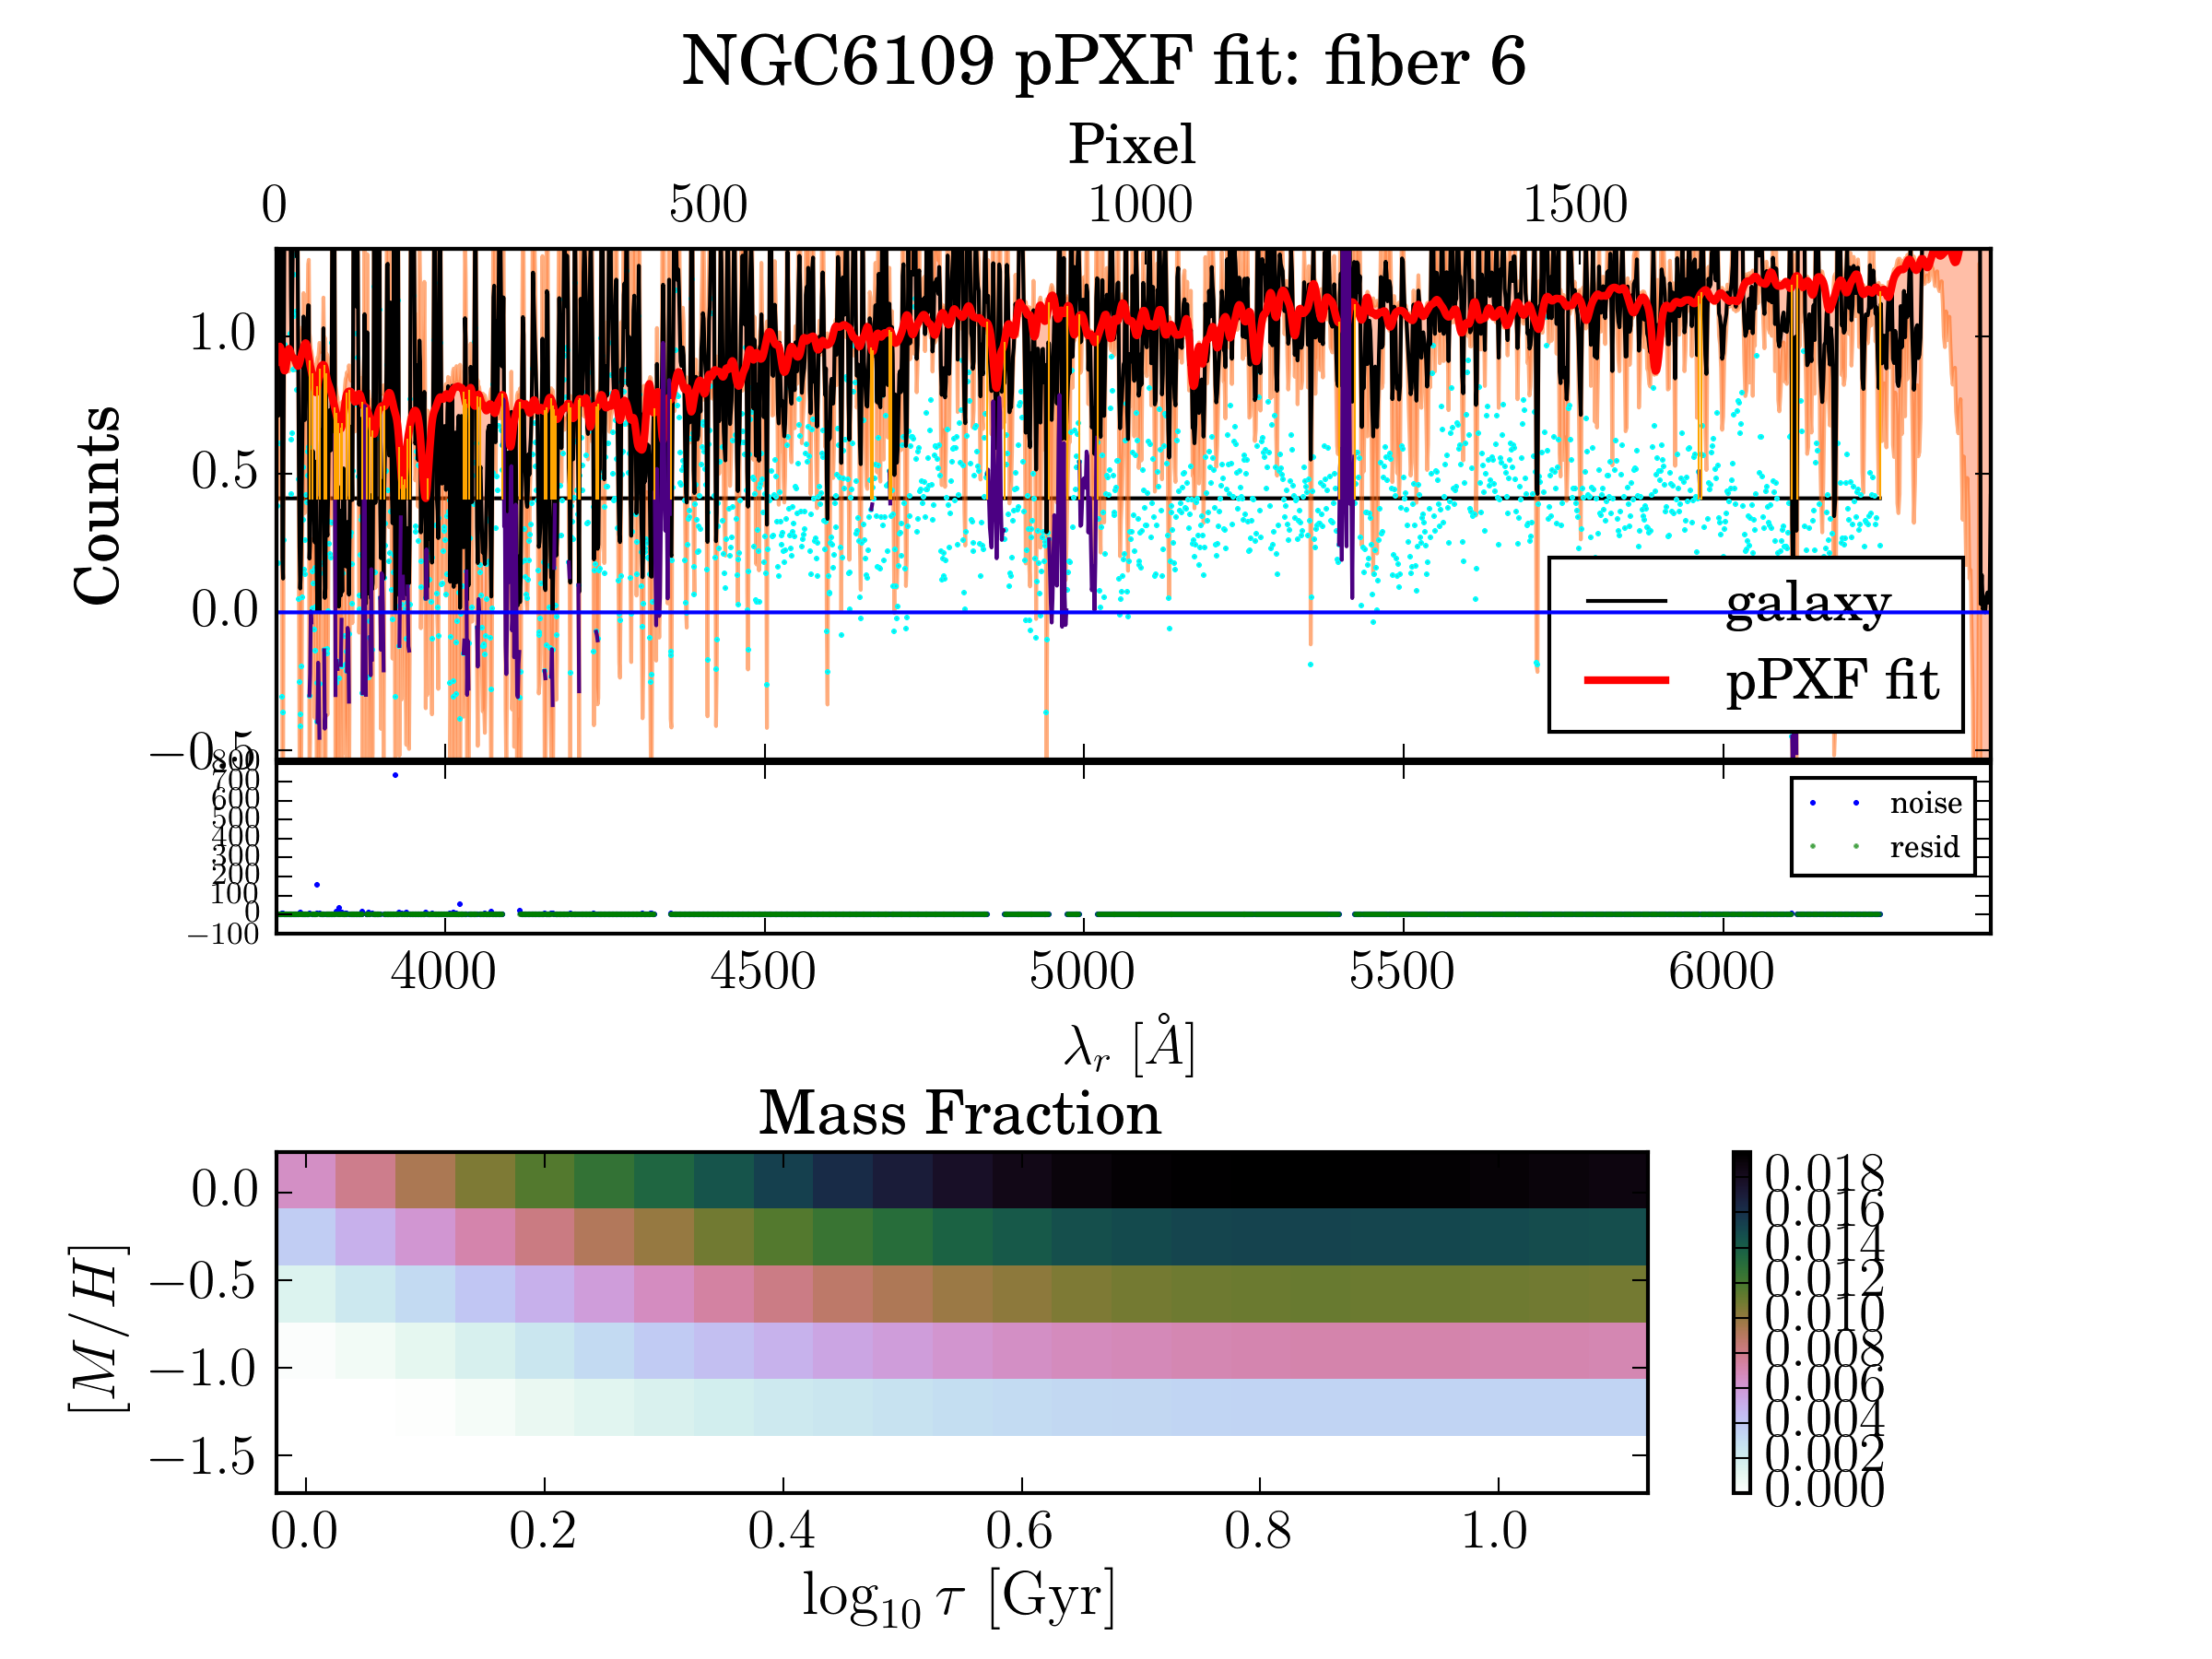 NGC6109 pPXF fit: fiber 6
Pixel
0 500 1000 1500
Counts
1.0
0.5
0.0
−0.5
galaxy
pPXF fit
800
700
600
500
400
300
200
100
0
−100
noise
resid
4000 4500 5000 5500 6000
λr [Å]
Mass Fraction
[M/H]
0.0
−0.5
−1.0
−1.5
0.0 0.2 0.4 0.6 0.8 1.0
log10 τ [Gyr]
0.018
0.016
0.014
0.012
0.010
0.008
0.006
0.004
0.002
0.000